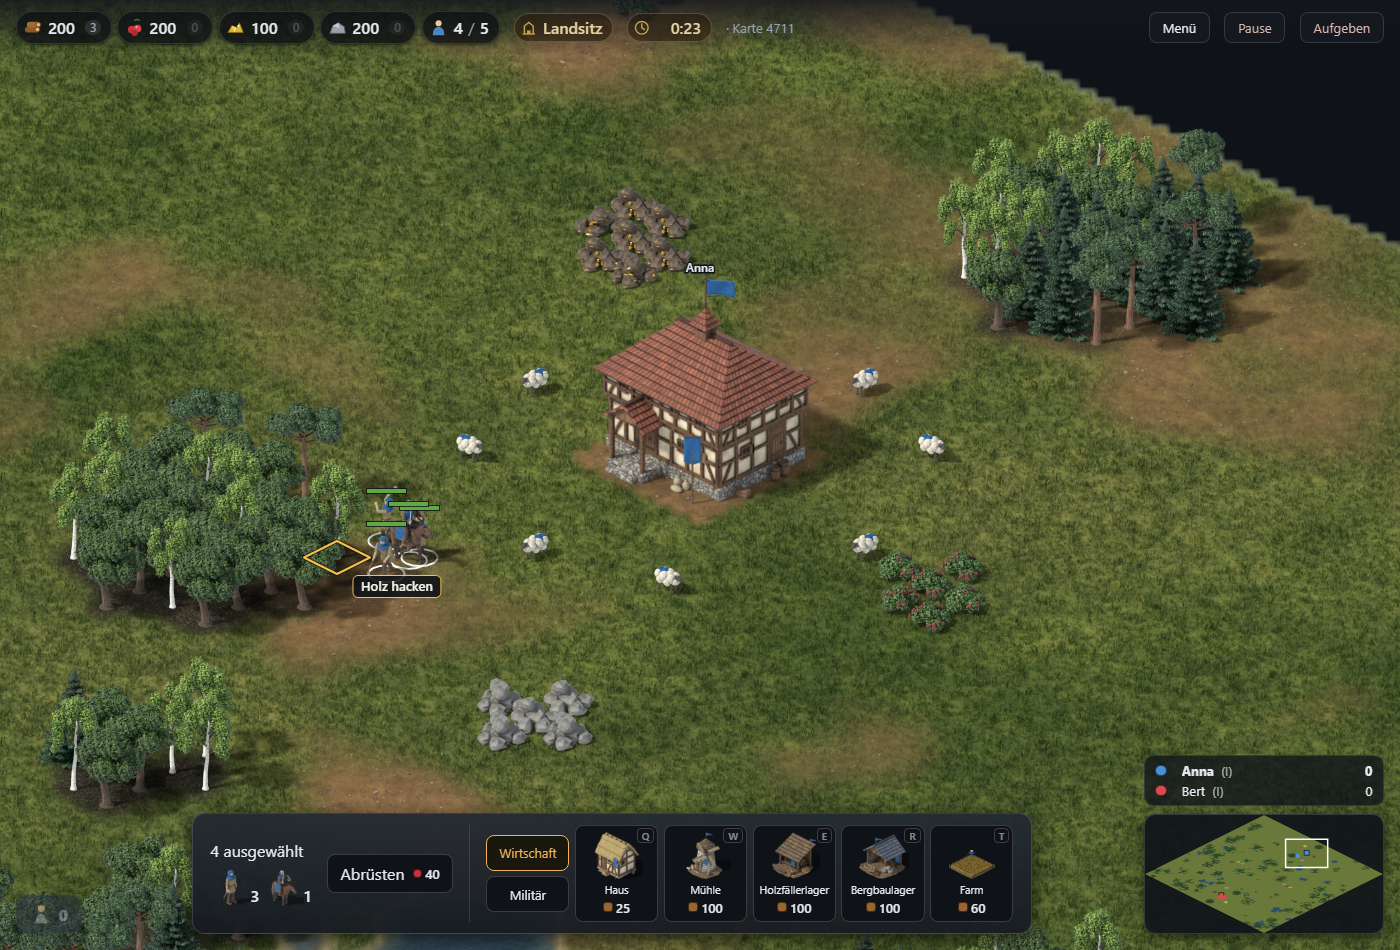 200 3 200 0 100 0 200 0 4 / 5 Landsitz 0:23 · Karte 4711 Menü Pause Aufgeben
Anna
Holz hacken
Anna (I) 0
Bert (I) 0
4 ausgewählt
3 1
Abrüsten 40
Wirtschaft
Militär
Q
Haus
25
W
Mühle
100
E
Holzfällerlager
100
R
Bergbaulager
100
T
Farm
60
0